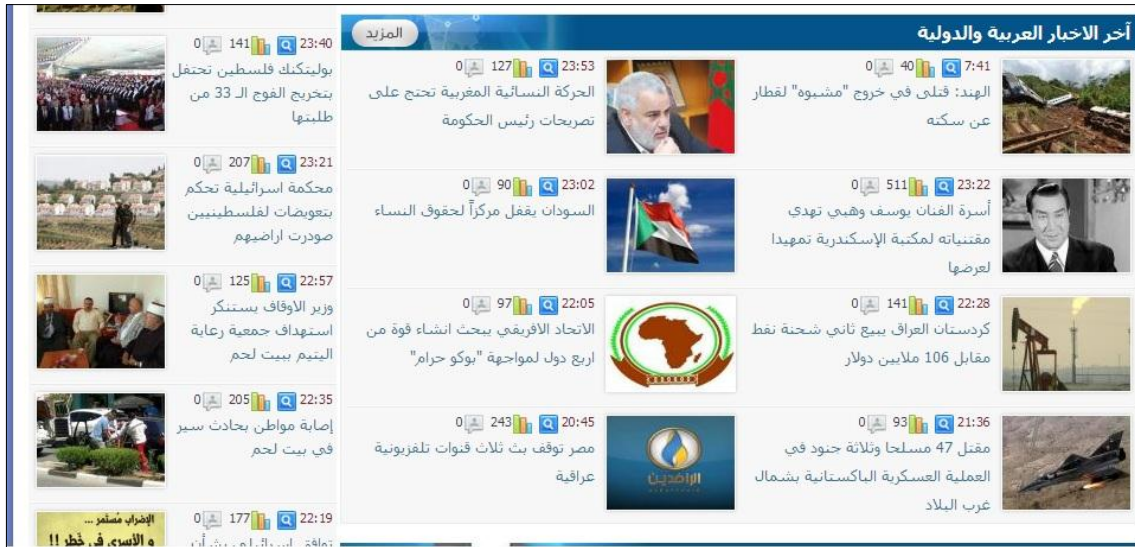 آخر الاخبار العربية والدولية
المزيد
7:41 40 0
الهند: قتلى في خروج "مشبوه" لقطار
عن سكته
23:53 127 0
الحركة النسائية المغربية تحتج على
تصريحات رئيس الحكومة
23:22 511 0
أسرة الفنان يوسف وهبي تهدي
مقتنياته لمكتبة الإسكندرية تمهيدا
لعرضها
23:02 90 0
السودان يقفل مركزاً لحقوق النساء
22:28 141 0
كردستان العراق يبيع ثاني شحنة نفط
مقابل 106 ملايين دولار
22:05 97 0
الاتحاد الافريقي يبحث انشاء قوة من
اربع دول لمواجهة "بوكو حرام"
21:36 93 0
مقتل 47 مسلحا وثلاثة جنود في
العملية العسكرية الباكستانية بشمال
غرب البلاد
20:45 243 0
مصر توقف بث ثلاث قنوات تلفزيونية
عراقية
الرافدين
23:40 141 0
بوليتكنك فلسطين تحتفل
بتخريج الفوج الـ 33 من
طلبتها
23:21 207 0
محكمة اسرائيلية تحكم
بتعويضات لفلسطينيين
صودرت اراضيهم
22:57 125 0
وزير الاوقاف يستنكر
استهداف جمعية رعاية
اليتيم ببيت لحم
22:35 205 0
إصابة مواطن بحادث سير
في بيت لحم
22:19 177 0
الإضراب مُستمر ...
و الأسرى في خَطر !!